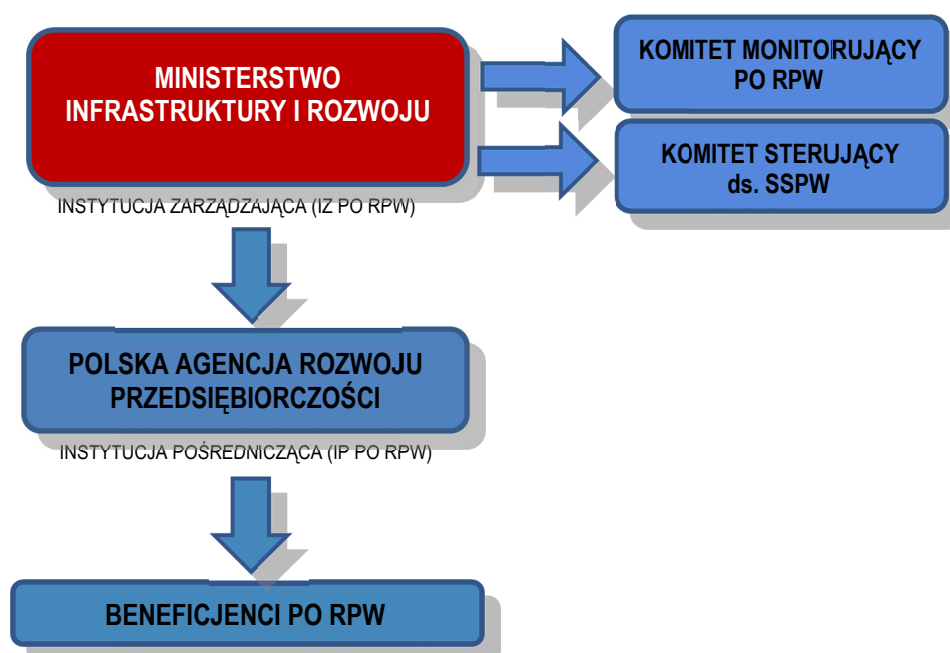 MINISTERSTWO
INFRASTRUKTURY I ROZWOJU
INSTYTUCJA ZARZĄDZAJĄCA (IZ PO RPW)
KOMITET MONITORUJĄCY
PO RPW
KOMITET STERUJĄCY
ds. SSPW
POLSKA AGENCJA ROZWOJU
PRZEDSIĘBIORCZOŚCI
INSTYTUCJA POŚREDNICZĄCA (IP PO RPW)
BENEFICJENCI PO RPW